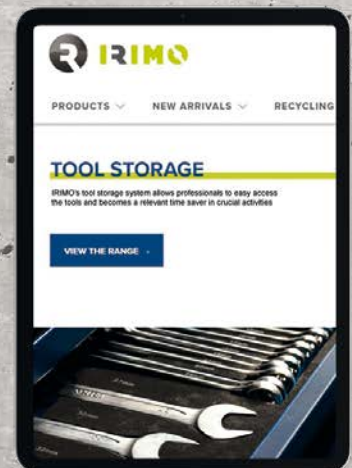 IRIMO
PRODUCTS NEW ARRIVALS RECYCLING
TOOL STORAGE
IRIMO's tool storage system allows professionals to easy access
the tools and becomes a relevant time saver in crucial activities
VIEW THE RANGE